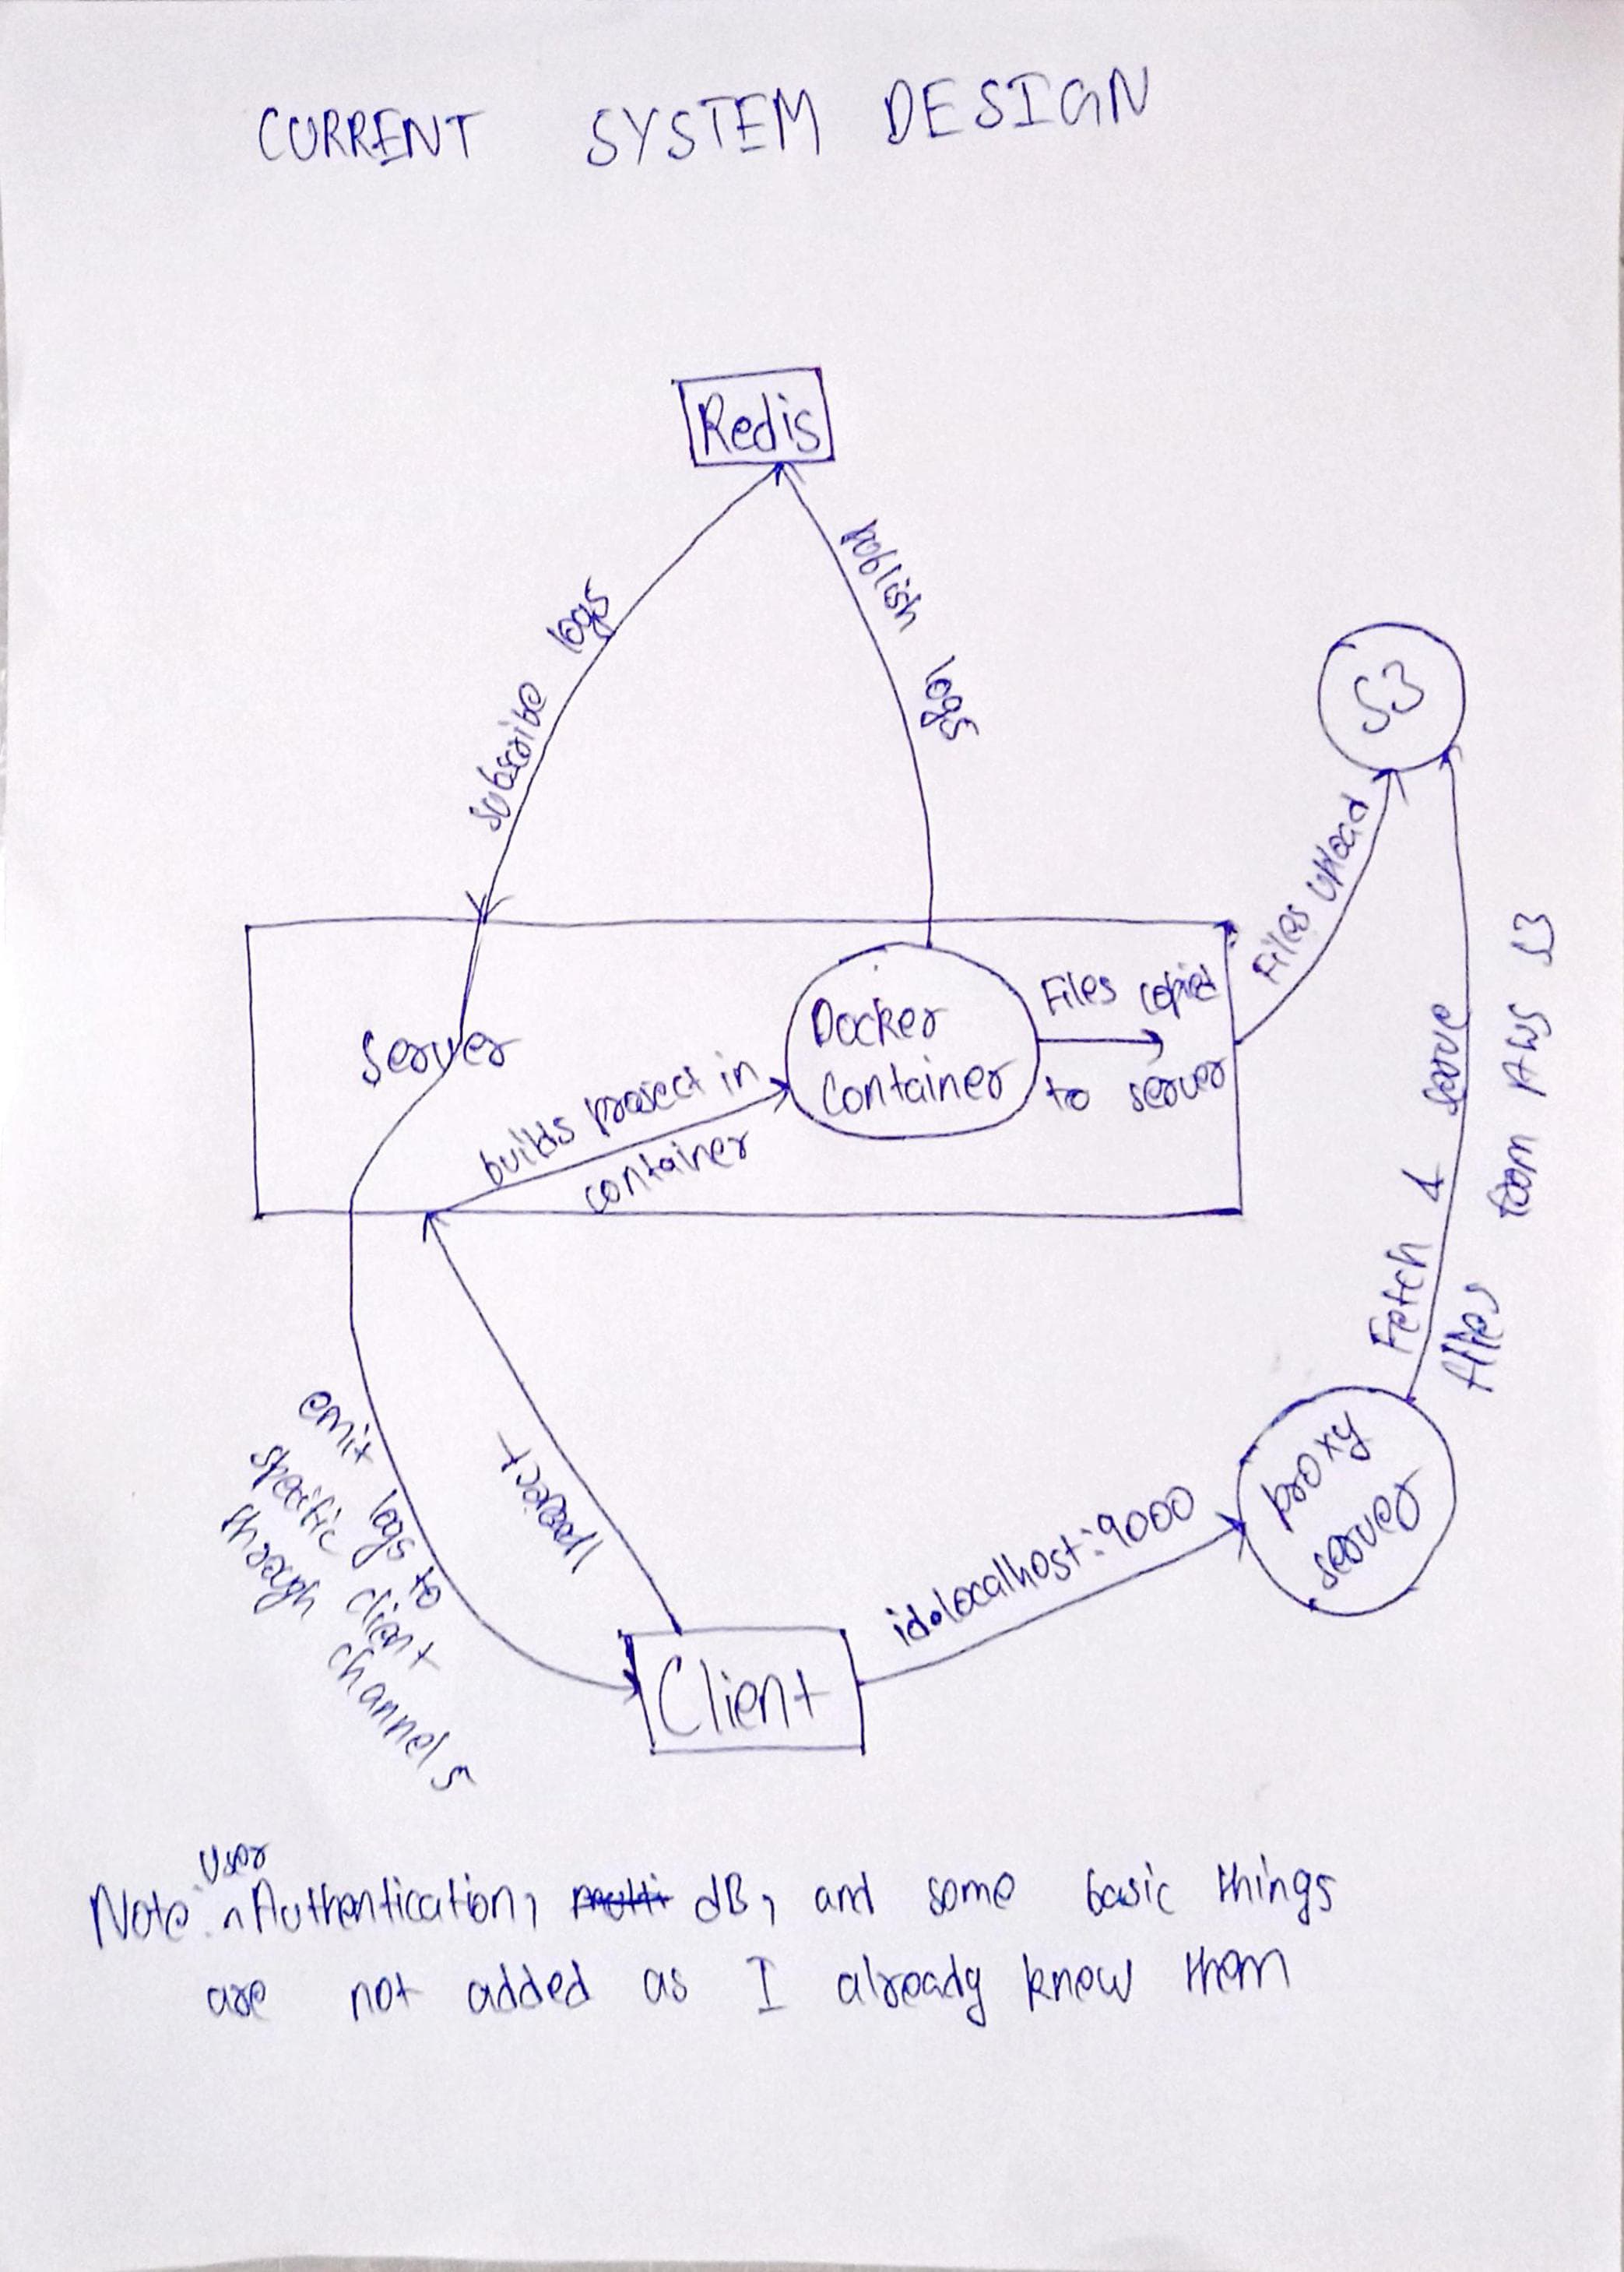 CURRENT SYSTEM DESIGN
Redis
subscribe logs
publish logs
S3
Files upload
Server
Docker
Container
Files copied
to server
builds project in
container
Fetch & serve
files from AWS S3
emit logs to
specific client
through channels
project
id.localhost:9000
proxy
server
Client
User
Note: ^Authentication, dB, and some basic things
are not added as I already know them